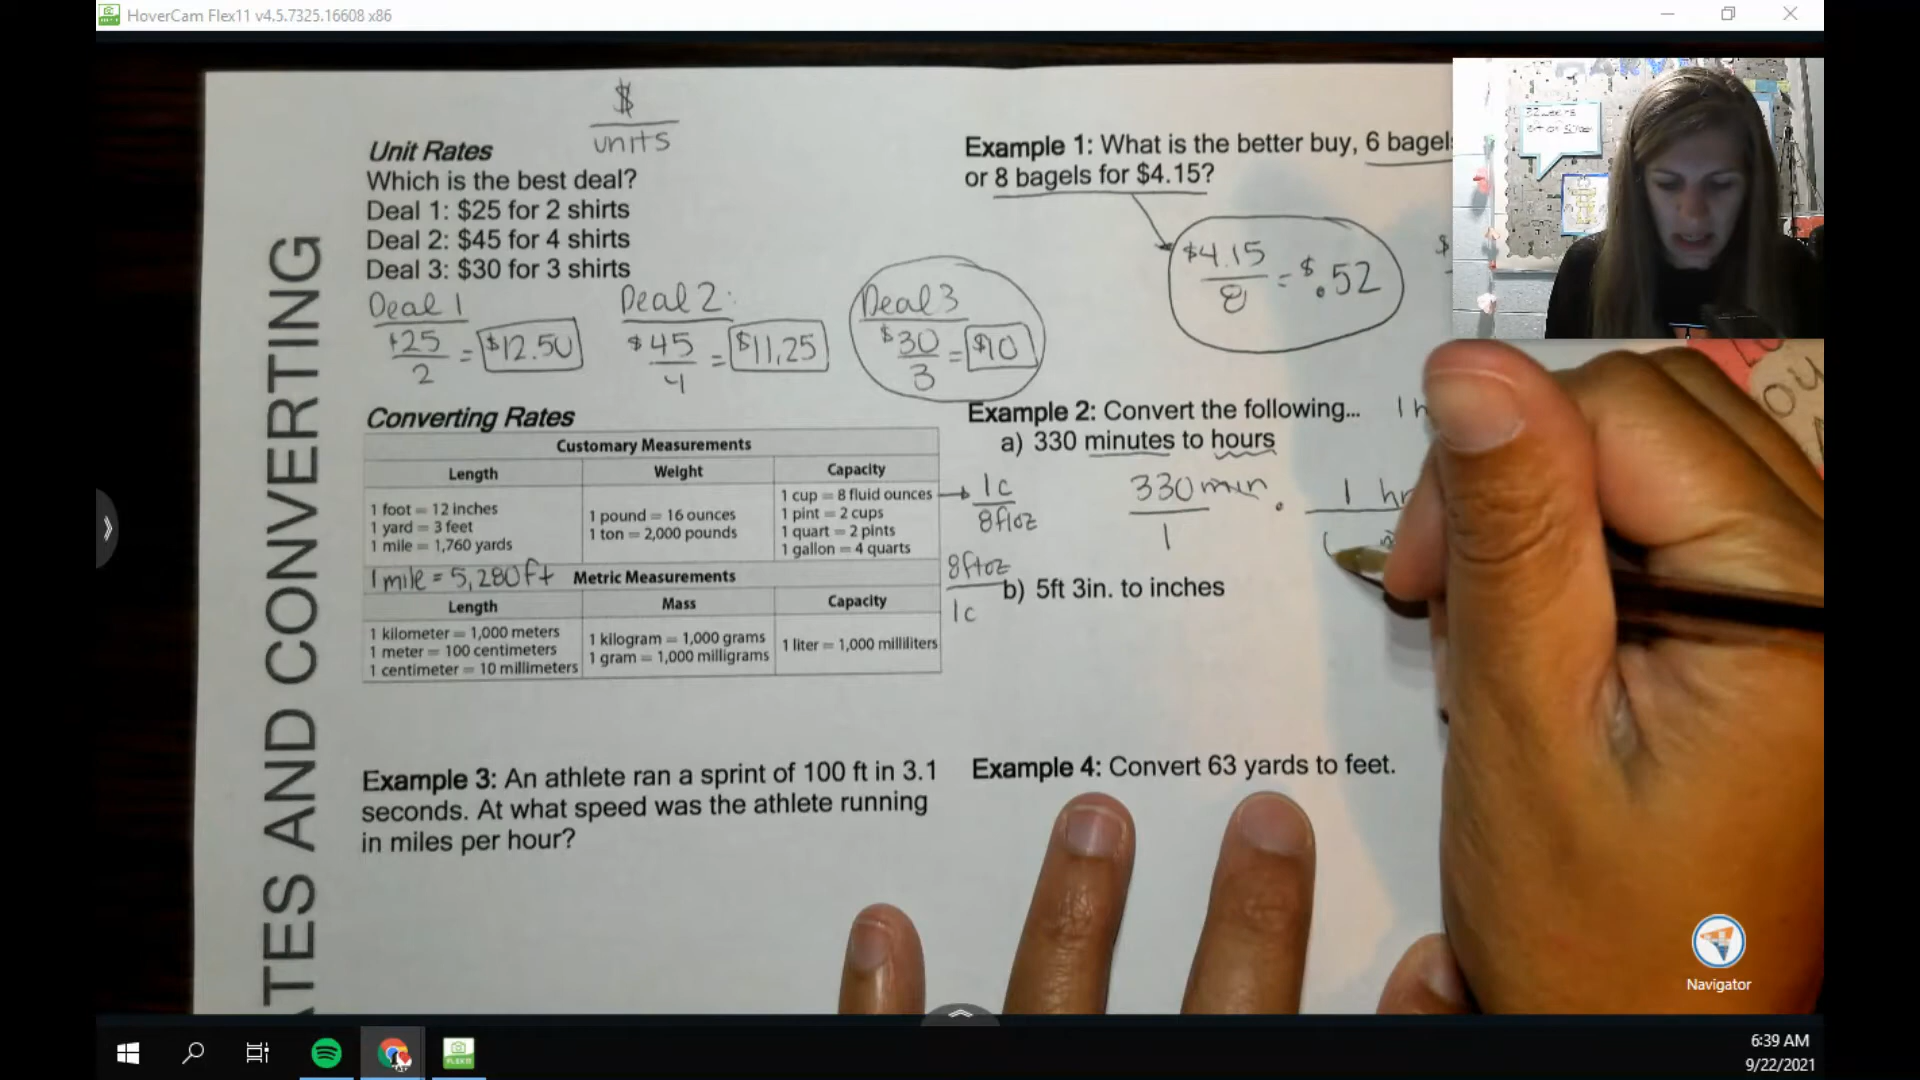 HoverCam Flex11 v4.5.7325.16608 x86
$
units
Unit Rates
Which is the best deal?
Deal 1: $25 for 2 shirts
Deal 2: $45 for 4 shirts
Deal 3: $30 for 3 shirts
Deal 1
$25
2
= $12.50
Deal 2:
$45
4
= $11.25
Deal 3
$30
3
= $10
Example 1: What is the better buy, 6 bagels
or 8 bagels for $4.15?
$4.15
8
= $.52
$
Converting Rates
Customary Measurements
Length
Weight
Capacity
1 foot = 12 inches
1 yard = 3 feet
1 mile = 1,760 yards
1 pound = 16 ounces
1 ton = 2,000 pounds
1 cup = 8 fluid ounces
1 pint = 2 cups
1 quart = 2 pints
1 gallon = 4 quarts
1c
8floz
8floz
1c
1 mile = 5,280ft
Metric Measurements
Length
Mass
Capacity
1 kilometer = 1,000 meters
1 meter = 100 centimeters
1 centimeter = 10 millimeters
1 kilogram = 1,000 grams
1 gram = 1,000 milligrams
1 liter = 1,000 milliliters
Example 2: Convert the following... 1 h
a) 330 minutes to hours
330 min
1
·
1 hr
b) 5ft 3in. to inches
Example 3: An athlete ran a sprint of 100 ft in 3.1
seconds. At what speed was the athlete running
in miles per hour?
Example 4: Convert 63 yards to feet.
ATES AND CONVERTING
Navigator
FLEX11
6:39 AM
9/22/2021